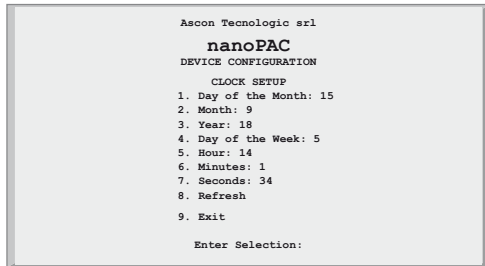 Ascon Tecnologic srl
nanoPAC
DEVICE CONFIGURATION
CLOCK SETUP
1. Day of the Month: 15
2. Month: 9
3. Year: 18
4. Day of the Week: 5
5. Hour: 14
6. Minutes: 1
7. Seconds: 34
8. Refresh
9. Exit
Enter Selection: